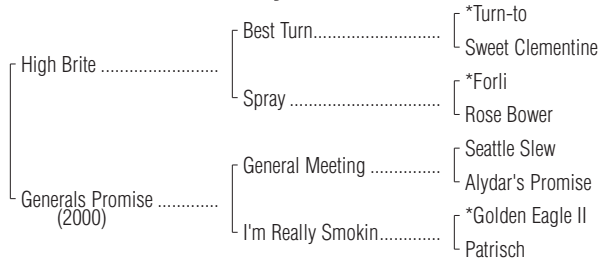 *Turn-to
Best Turn..................................
Sweet Clementine
High Brite ........................
*Forli
Spray ......................................
Rose Bower
Seattle Slew
General Meeting ..................
Alydar's Promise
Generals Promise .............
(2000)
*Golden Eagle II
I'm Really Smokin................
Patrisch